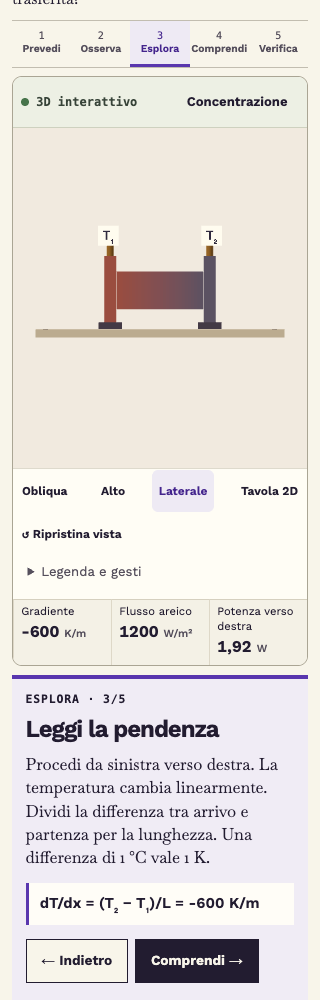 trasferita?
1 2 3 4 5
Prevedi Osserva Esplora Comprendi Verifica
3D interattivo Concentrazione
T₁ T₂
Obliqua Alto Laterale Tavola 2D
↺ Ripristina vista
▶ Legenda e gesti
Gradiente Flusso areico Potenza verso
destra
-600 K/m 1200 W/m²
1,92 W
ESPLORA · 3/5
Leggi la pendenza
Procedi da sinistra verso destra. La
temperatura cambia linearmente.
Dividi la differenza tra arrivo e
partenza per la lunghezza. Una
differenza di 1 °C vale 1 K.
dT/dx = (T₂ − T₁)/L = -600 K/m
← Indietro Comprendi →